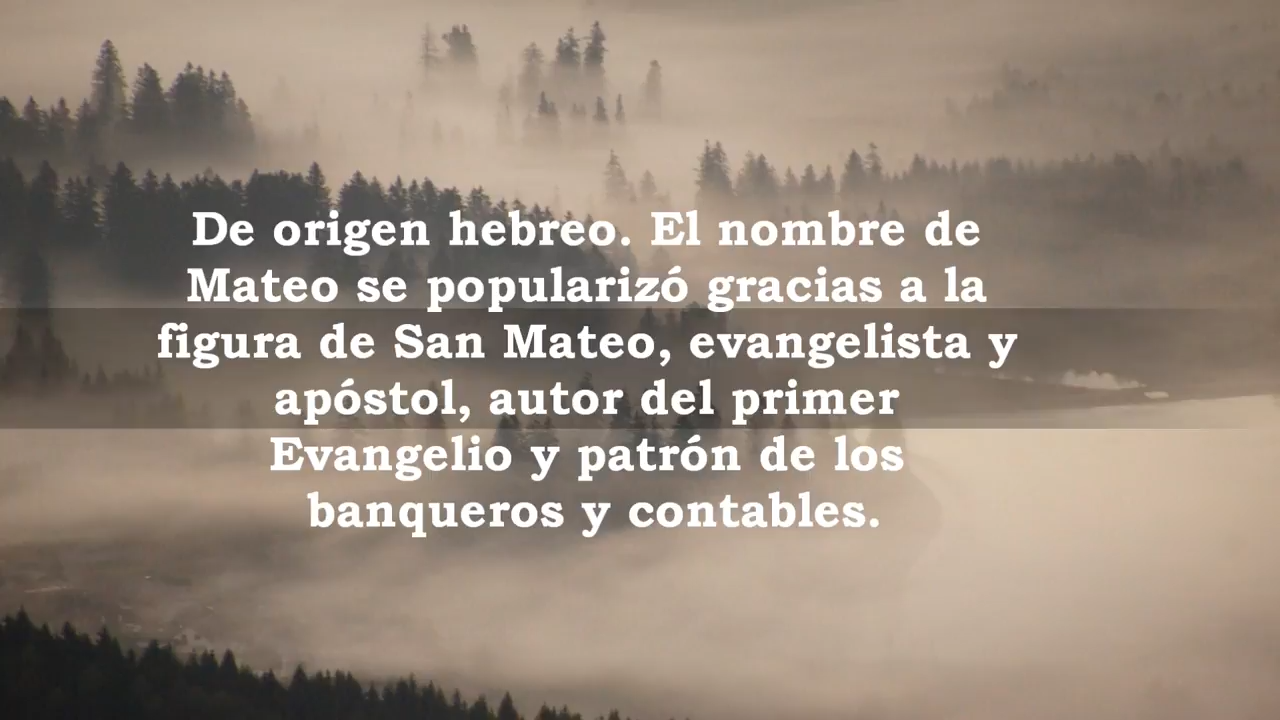 De origen hebreo. El nombre de
Mateo se popularizó gracias a la
figura de San Mateo, evangelista y
apóstol, autor del primer
Evangelio y patrón de los
banqueros y contables.